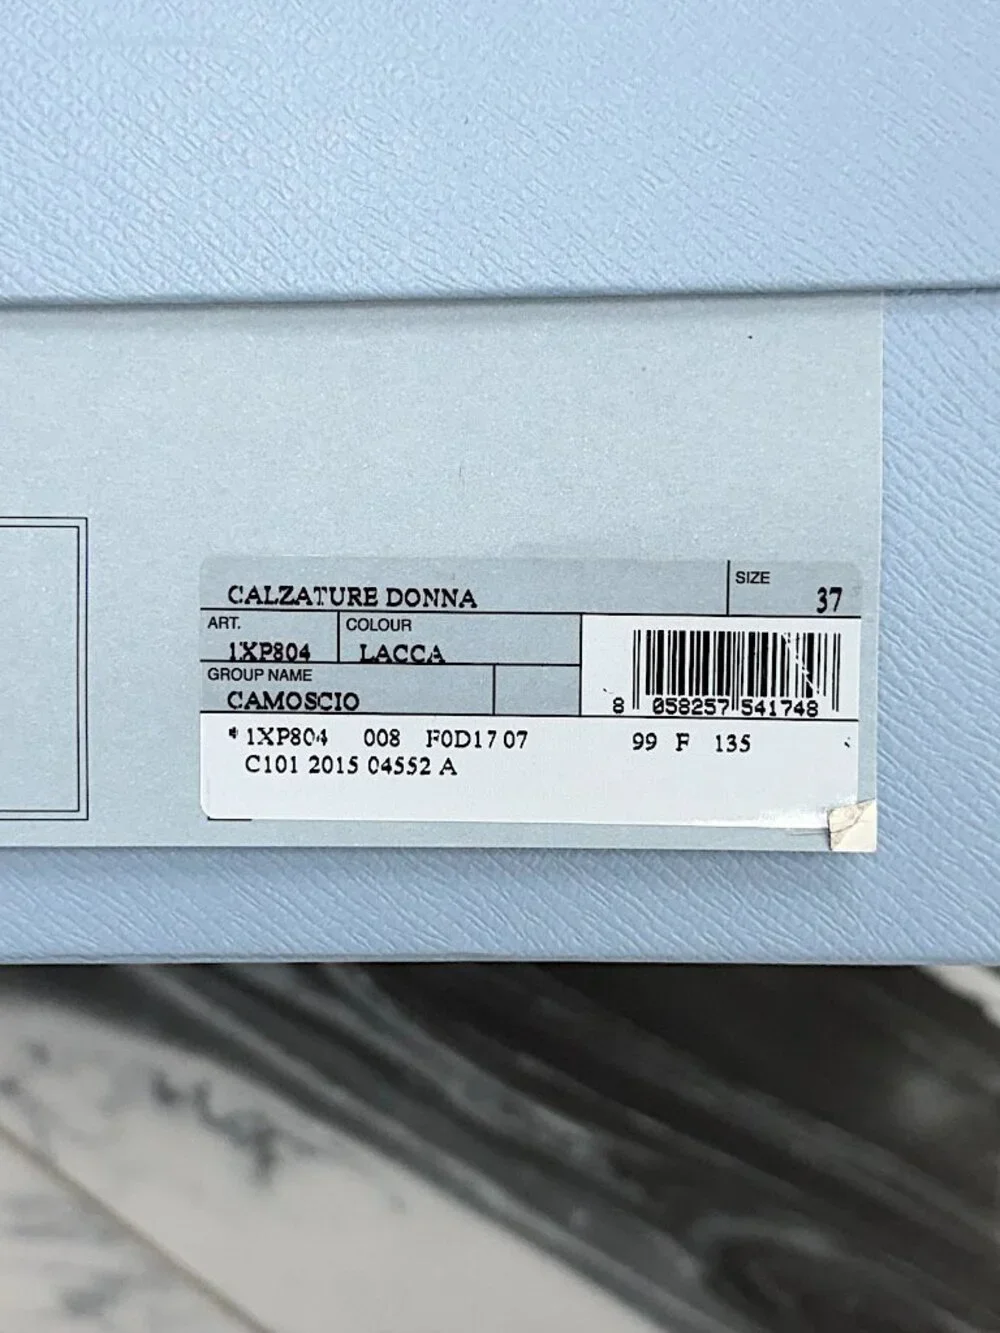 CALZATURE DONNA
SIZE
37
ART.
1XP804
COLOUR
LACCA
GROUP NAME
CAMOSCIO
8 058257 541748
* 1XP804 008 F0D17 07 99 F 135
C101 2015 04552 A